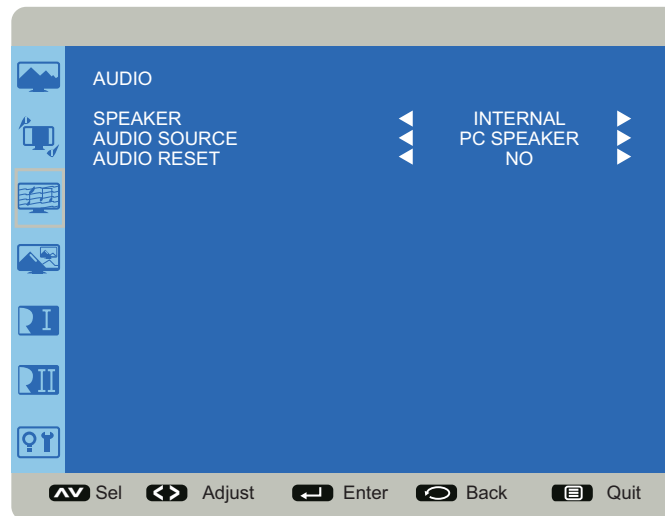 AUDIO
SPEAKER INTERNAL
AUDIO SOURCE PC SPEAKER
AUDIO RESET NO
Sel Adjust Enter Back Quit